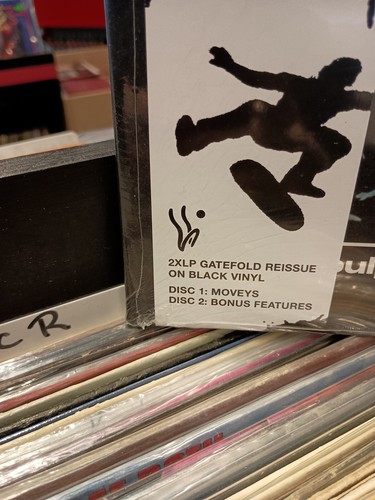 2XLP GATEFOLD REISSUE
ON BLACK VINYL
DISC 1: MOVEYS
DISC 2: BONUS FEATURES
C R